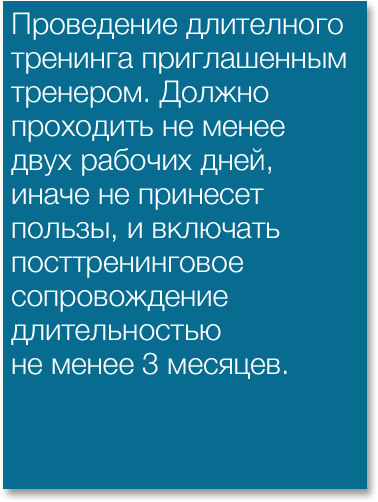 Проведение длителного
тренинга приглашенным
тренером. Должно
проходить не менее
двух рабочих дней,
иначе не принесет
пользы, и включать
посттренинговое
сопровождение
длительностью
не менее 3 месяцев.